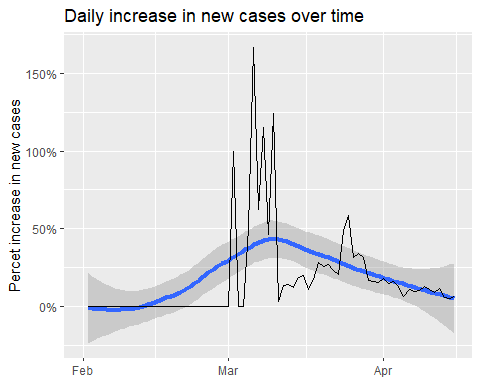 Daily increase in new cases over time
Percet increase in new cases
150%
100%
50%
0%
Feb
Mar
Apr